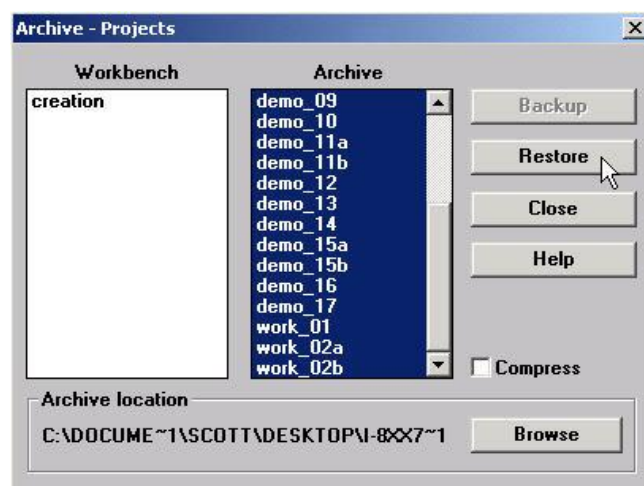 Archive - Projects
Workbench
creation
Archive
demo_09
demo_10
demo_11a
demo_11b
demo_12
demo_13
demo_14
demo_15a
demo_15b
demo_16
demo_17
work_01
work_02a
work_02b
Backup
Restore
Close
Help
Compress
Archive location
C:\DOCUME~1\SCOTT\DESKTOP\I-8XX7~1
Browse